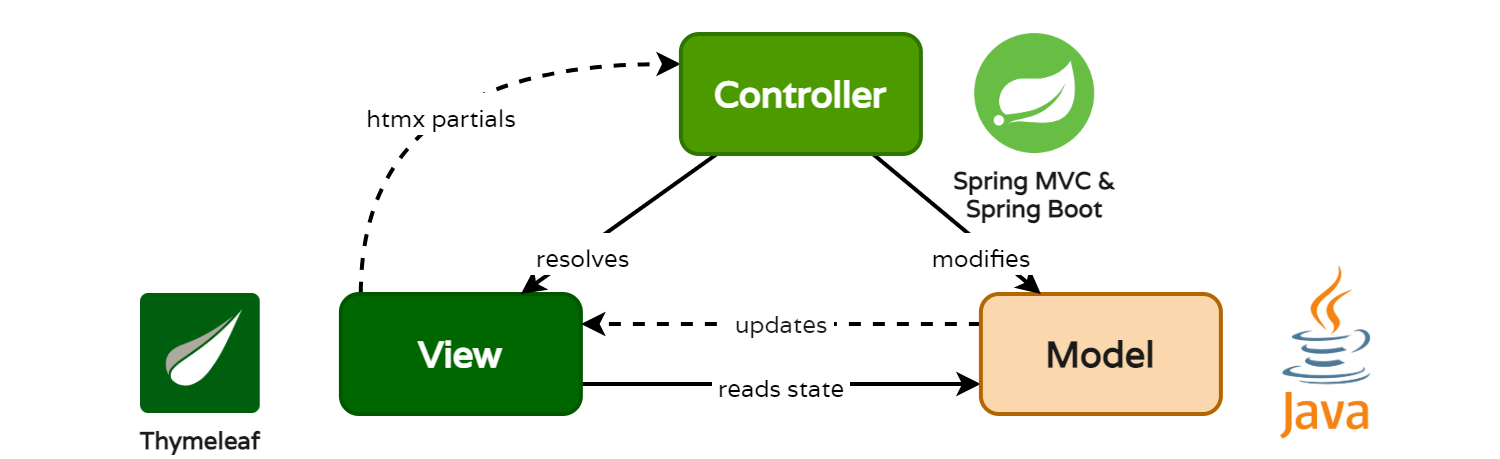 Controller
htmx partials
Spring MVC &
Spring Boot
resolves
modifies
View
updates
Model
reads state
Java
Thymeleaf